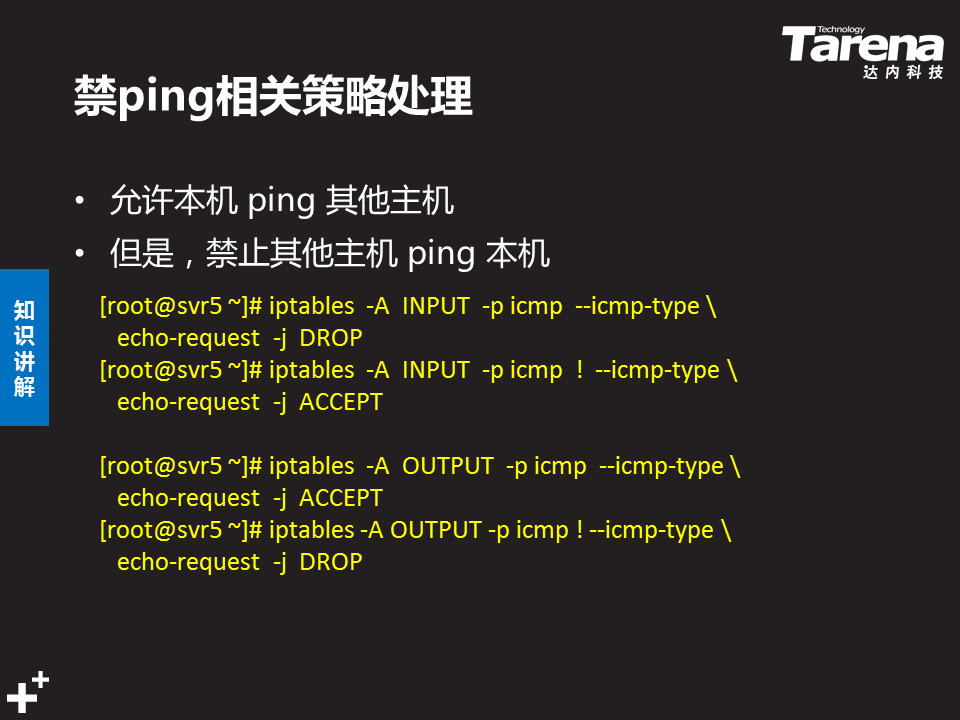 Technology
Tarena
达内科技
禁ping相关策略处理
• 允许本机 ping 其他主机
• 但是，禁止其他主机 ping 本机
知识讲解
[root@svr5 ~]# iptables -A INPUT -p icmp --icmp-type \
echo-request -j DROP
[root@svr5 ~]# iptables -A INPUT -p icmp ! --icmp-type \
echo-request -j ACCEPT
[root@svr5 ~]# iptables -A OUTPUT -p icmp --icmp-type \
echo-request -j ACCEPT
[root@svr5 ~]# iptables -A OUTPUT -p icmp ! --icmp-type \
echo-request -j DROP